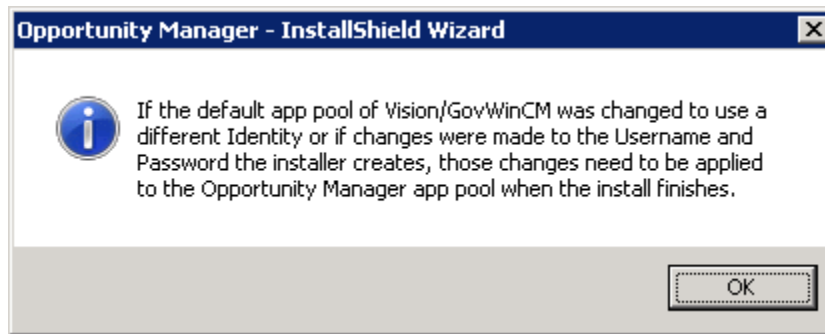 Opportunity Manager - InstallShield Wizard
If the default app pool of Vision/GovWinCM was changed to use a
different Identity or if changes were made to the Username and
Password the installer creates, those changes need to be applied
to the Opportunity Manager app pool when the install finishes.
OK